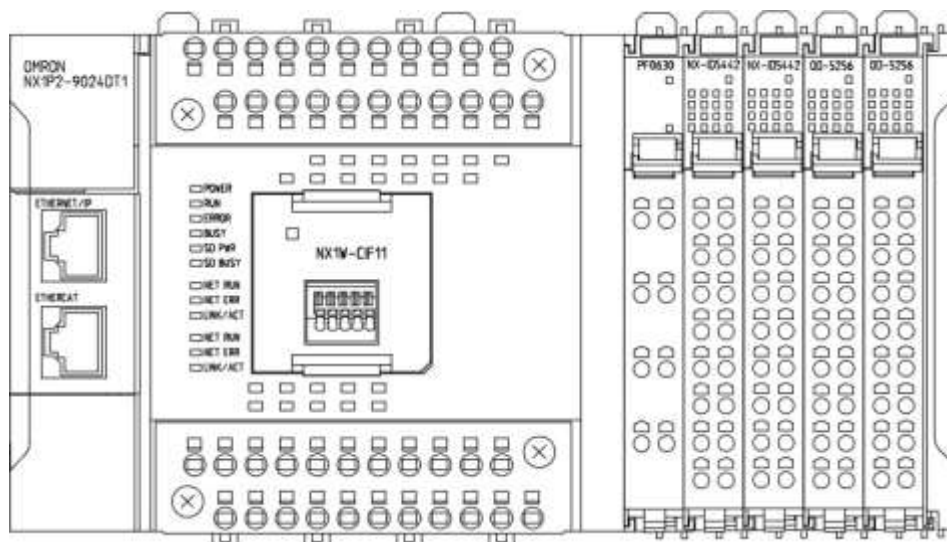 OMRON
NX1P2-9024DT1
PF0630
NX-ID5442
NX-ID5442
OD-5256
OD-5256
POWER
RUN
ERROR
BUSY
SD PWR
SD BUSY
NET RUN
NET ERR
LINK/ACT
NET RUN
NET ERR
LINK/ACT
ETHERNET/IP
ETHERCAT
NX1W-CIF11